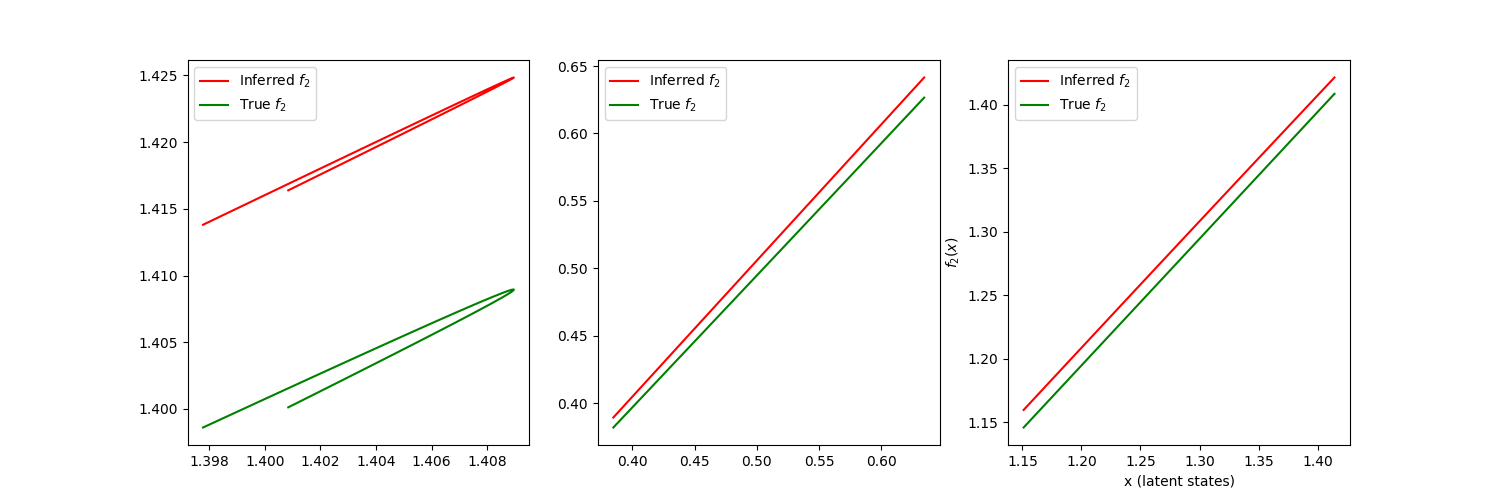 Inferred f₂
True f₂
1.425
1.420
1.415
1.410
1.405
1.400
1.398 1.400 1.402 1.404 1.406 1.408
Inferred f₂
True f₂
0.65
0.60
0.55
0.50
0.45
0.40
0.40 0.45 0.50 0.55 0.60
Inferred f₂
True f₂
f₂(x)
1.40
1.35
1.30
1.25
1.20
1.15
1.15 1.20 1.25 1.30 1.35 1.40
x (latent states)